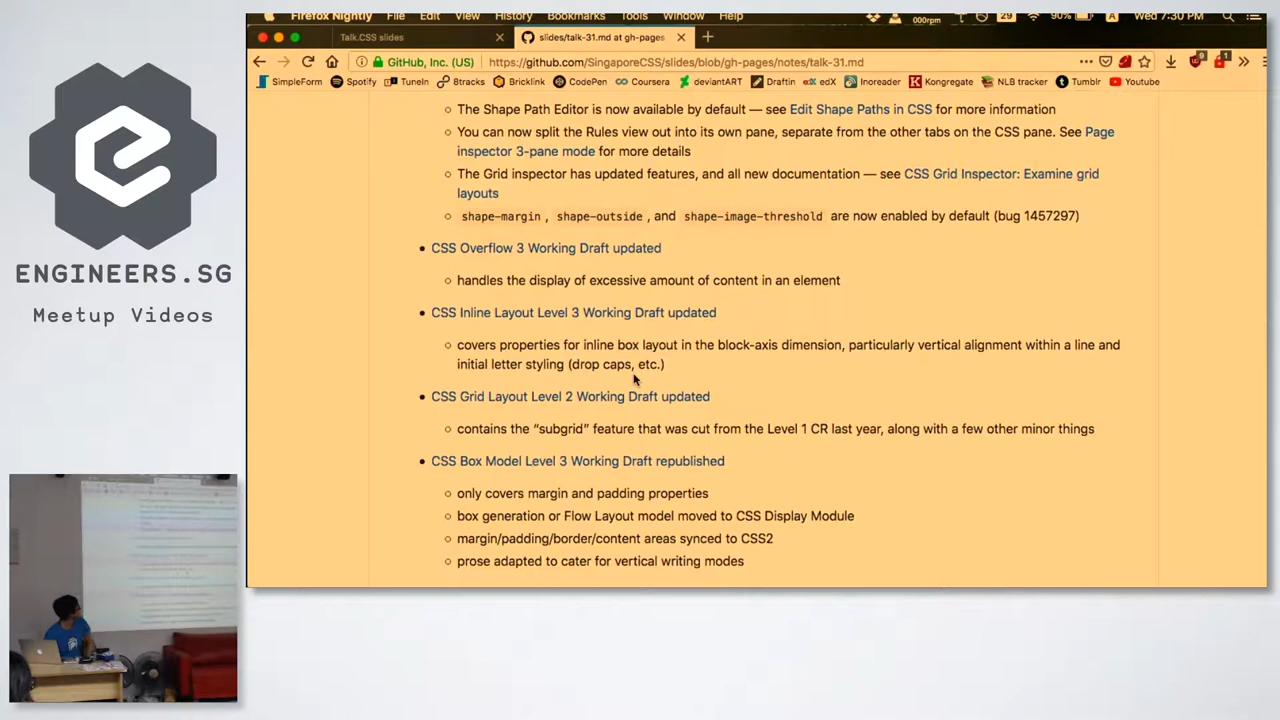 Firefox Nightly File Edit View History Bookmarks Tools Window Help
000rpm
29
90%
A
Wed 7:30 PM
Talk.CSS slides
slides/talk-31.md at gh-pages
GitHub, Inc. (US)
https://github.com/SingaporeCSS/slides/blob/gh-pages/notes/talk-31.md
SimpleForm Spotify TuneIn 8tracks Bricklink CodePen Coursera deviantART Draftin edX Inoreader Kongregate NLB tracker Tumblr Youtube
The Shape Path Editor is now available by default — see Edit Shape Paths in CSS for more information
You can now split the Rules view out into its own pane, separate from the other tabs on the CSS pane. See Page
inspector 3-pane mode for more details
The Grid inspector has updated features, and all new documentation — see CSS Grid Inspector: Examine grid
layouts
shape-margin , shape-outside , and shape-image-threshold are now enabled by default (bug 1457297)
CSS Overflow 3 Working Draft updated
handles the display of excessive amount of content in an element
CSS Inline Layout Level 3 Working Draft updated
covers properties for inline box layout in the block-axis dimension, particularly vertical alignment within a line and
initial letter styling (drop caps, etc.)
CSS Grid Layout Level 2 Working Draft updated
contains the “subgrid” feature that was cut from the Level 1 CR last year, along with a few other minor things
CSS Box Model Level 3 Working Draft republished
only covers margin and padding properties
box generation or Flow Layout model moved to CSS Display Module
margin/padding/border/content areas synced to CSS2
prose adapted to cater for vertical writing modes
ENGINEERS.SG
Meetup Videos